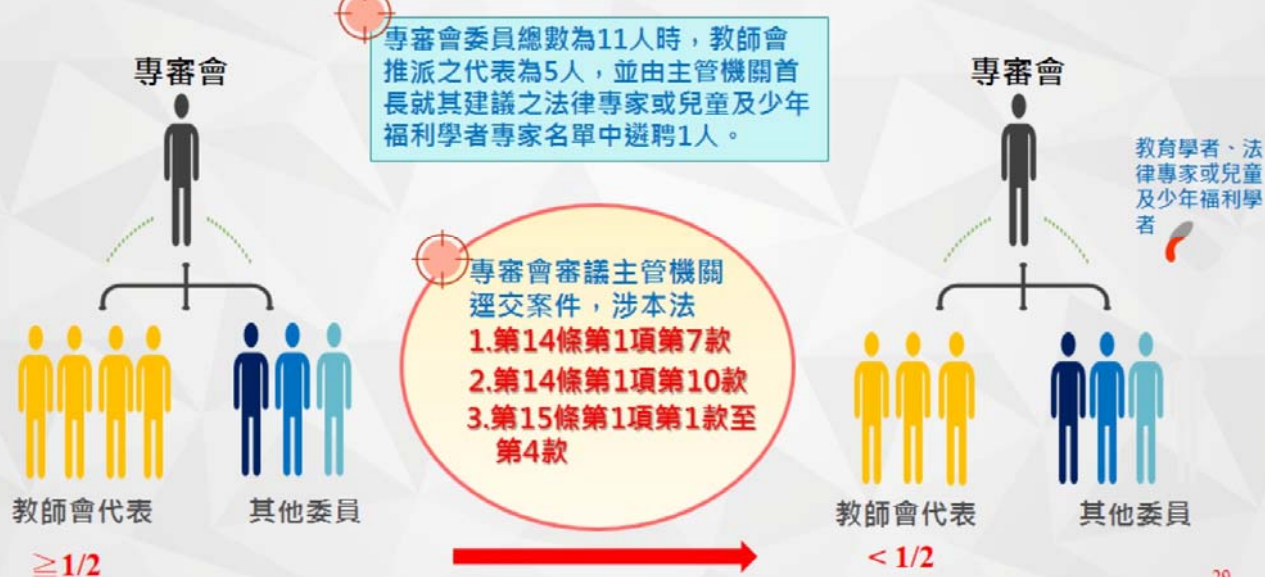 專審會委員總數為11人時，教師會
推派之代表為5人，並由主管機關首
長就其建議之法律專家或兒童及少年
福利學者專家名單中遴聘1人。
專審會
專審會
教育學者、法
律專家或兒童
及少年福利學
者
專審會審議主管機關
逕交案件，涉本法
1.第14條第1項第7款
2.第14條第1項第10款
3.第15條第1項第1款至
第4款
教師會代表
其他委員
教師會代表
其他委員
≧1/2
< 1/2
29